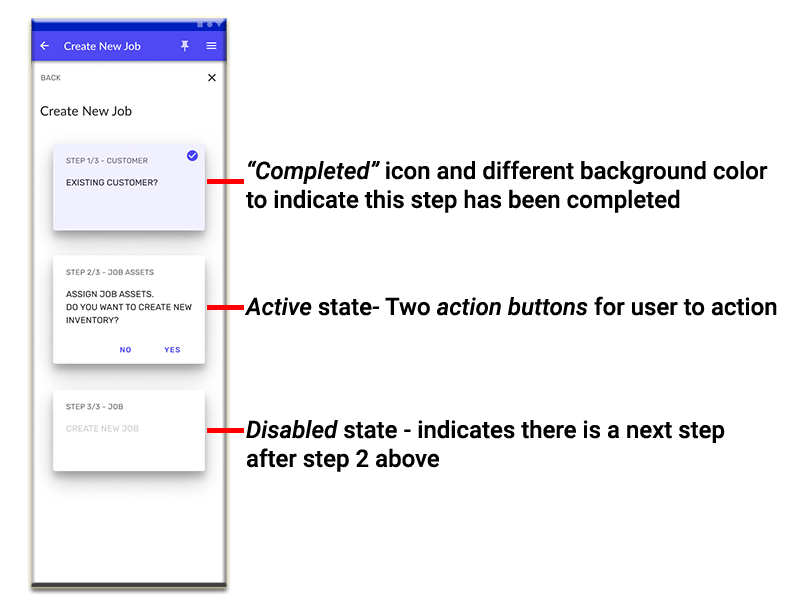 Create New Job
BACK
Create New Job
STEP 1/3 - CUSTOMER
EXISTING CUSTOMER?
“Completed” icon and different background color
to indicate this step has been completed
STEP 2/3 - JOB ASSETS
ASSIGN JOB ASSETS.
DO YOU WANT TO CREATE NEW
INVENTORY?
NO YES
Active state- Two action buttons for user to action
STEP 3/3 - JOB
CREATE NEW JOB
Disabled state - indicates there is a next step
after step 2 above